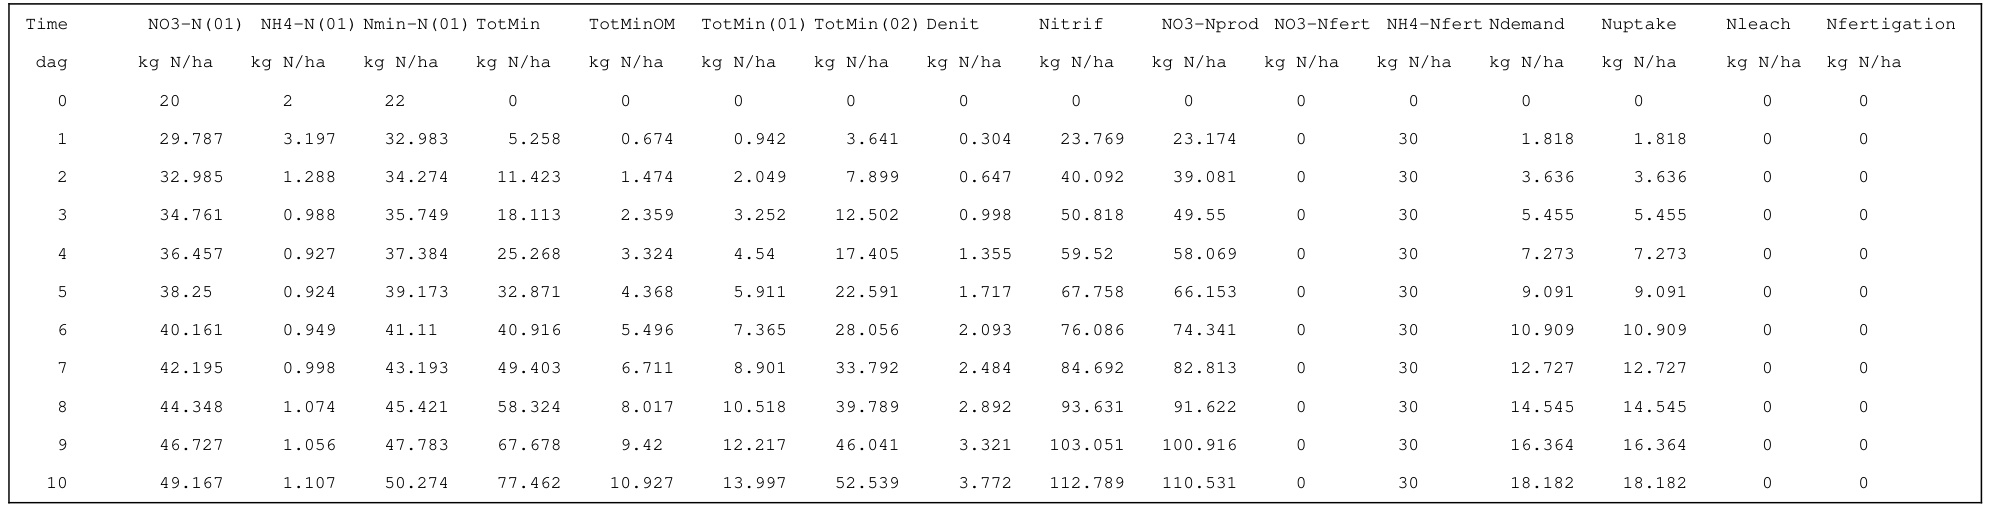 Time NO3-N(01) NH4-N(01) Nmin-N(01) TotMin TotMinOM TotMin(01) TotMin(02) Denit Nitrif NO3-Nprod NO3-Nfert NH4-Nfert Ndemand Nuptake Nleach Nfertigation
dag kg N/ha kg N/ha kg N/ha kg N/ha kg N/ha kg N/ha kg N/ha kg N/ha kg N/ha kg N/ha kg N/ha kg N/ha kg N/ha kg N/ha kg N/ha kg N/ha
0 20 2 22 0 0 0 0 0 0 0 0 0 0 0 0 0
1 29.787 3.197 32.983 5.258 0.674 0.942 3.641 0.304 23.769 23.174 0 30 1.818 1.818 0 0
2 32.985 1.288 34.274 11.423 1.474 2.049 7.899 0.647 40.092 39.081 0 30 3.636 3.636 0 0
3 34.761 0.988 35.749 18.113 2.359 3.252 12.502 0.998 50.818 49.55 0 30 5.455 5.455 0 0
4 36.457 0.927 37.384 25.268 3.324 4.54 17.405 1.355 59.52 58.069 0 30 7.273 7.273 0 0
5 38.25 0.924 39.173 32.871 4.368 5.911 22.591 1.717 67.758 66.153 0 30 9.091 9.091 0 0
6 40.161 0.949 41.11 40.916 5.496 7.365 28.056 2.093 76.086 74.341 0 30 10.909 10.909 0 0
7 42.195 0.998 43.193 49.403 6.711 8.901 33.792 2.484 84.692 82.813 0 30 12.727 12.727 0 0
8 44.348 1.074 45.421 58.324 8.017 10.518 39.789 2.892 93.631 91.622 0 30 14.545 14.545 0 0
9 46.727 1.056 47.783 67.678 9.42 12.217 46.041 3.321 103.051 100.916 0 30 16.364 16.364 0 0
10 49.167 1.107 50.274 77.462 10.927 13.997 52.539 3.772 112.789 110.531 0 30 18.182 18.182 0 0